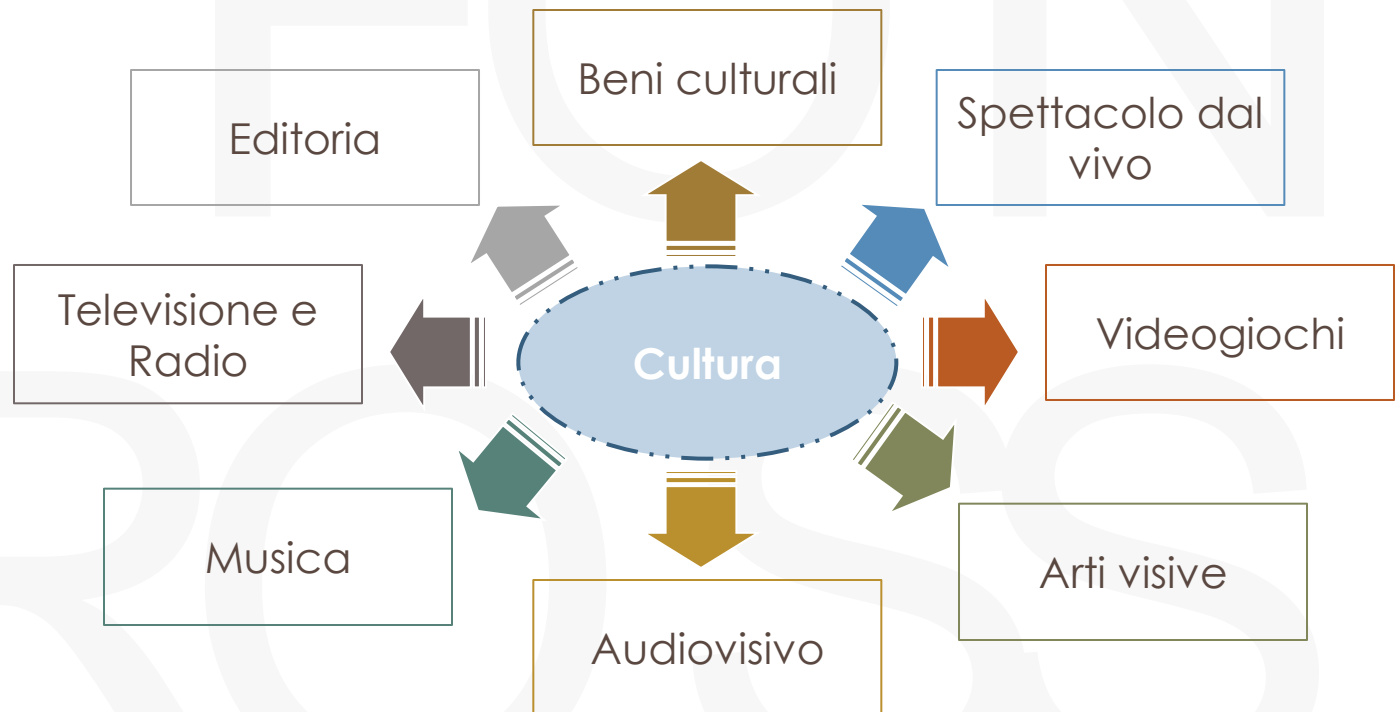 Beni culturali
Editoria
Spettacolo dal
vivo
Televisione e
Radio
Cultura
Videogiochi
Musica
Arti visive
Audiovisivo